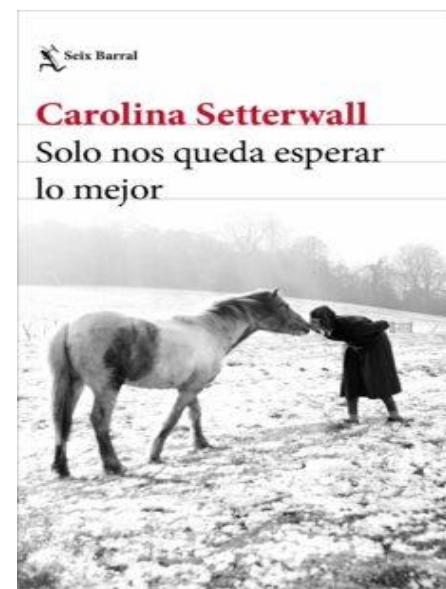 Seix Barral
Carolina Setterwall
Solo nos queda esperar
lo mejor